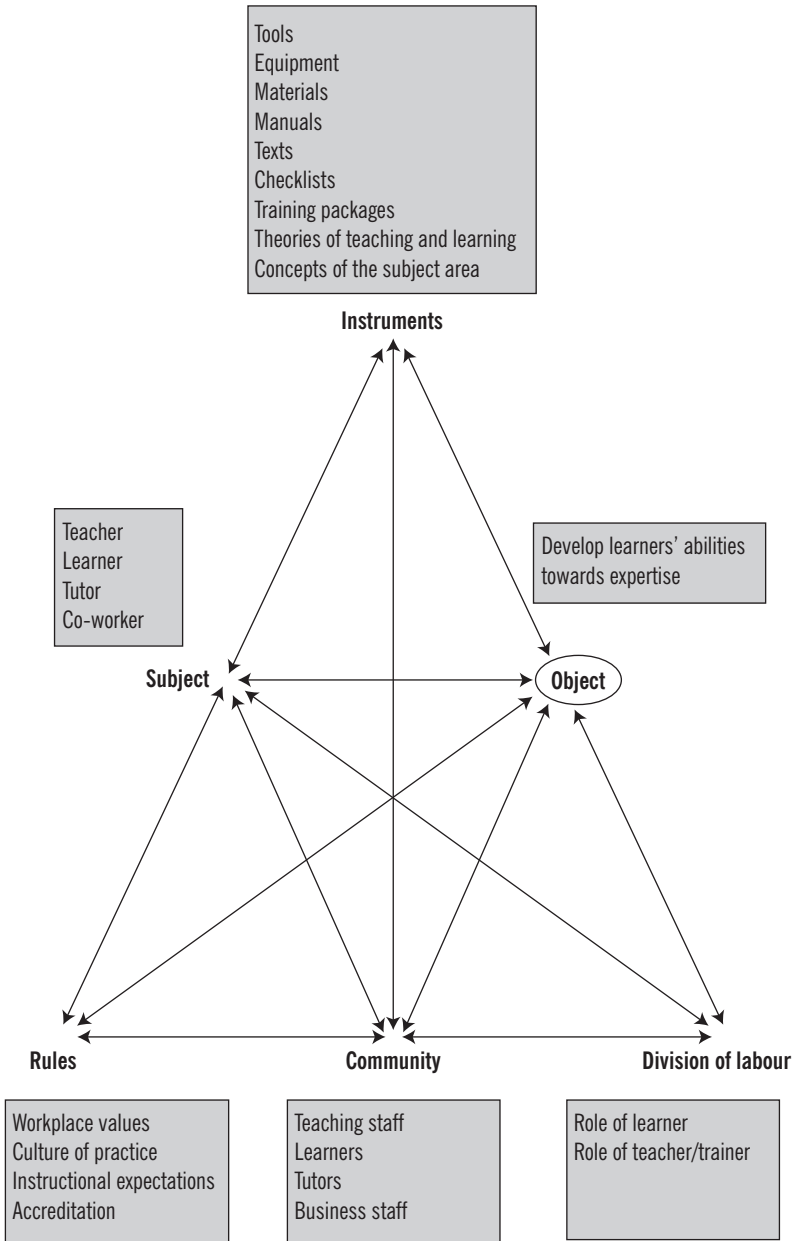 Tools
Equipment
Materials
Manuals
Texts
Checklists
Training packages
Theories of teaching and learning
Concepts of the subject area
Instruments
Teacher
Learner
Tutor
Co-worker
Develop learners’ abilities
towards expertise
Subject
Object
Rules
Community
Division of labour
Workplace values
Culture of practice
Instructional expectations
Accreditation
Teaching staff
Learners
Tutors
Business staff
Role of learner
Role of teacher/trainer